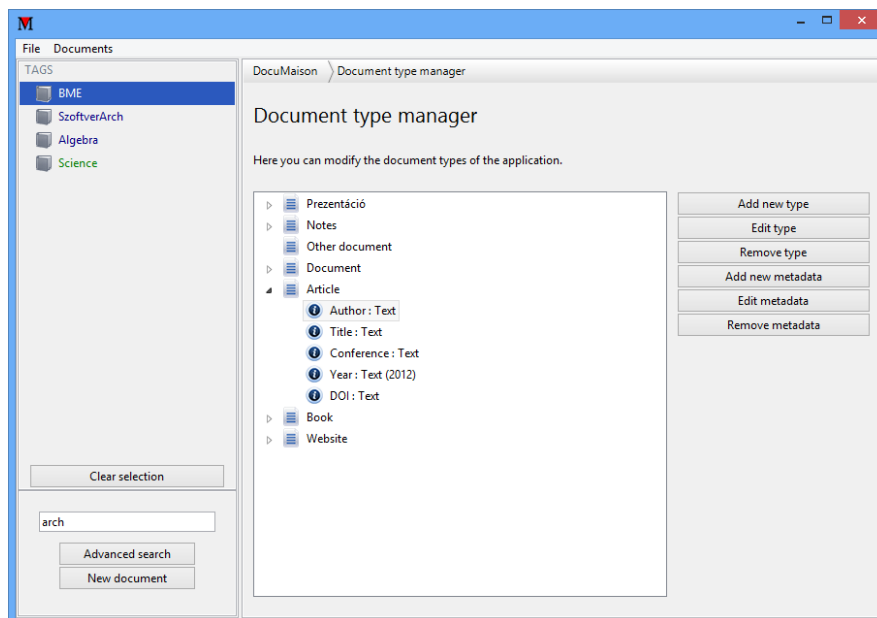 M
File Documents
TAGS
BME
SzoftverArch
Algebra
Science
Clear selection
arch
Advanced search
New document
DocuMaison Document type manager
Document type manager
Here you can modify the document types of the application.
Prezentáció
Notes
Other document
Document
Article
Author : Text
Title : Text
Conference : Text
Year : Text (2012)
DOI : Text
Book
Website
Add new type
Edit type
Remove type
Add new metadata
Edit metadata
Remove metadata